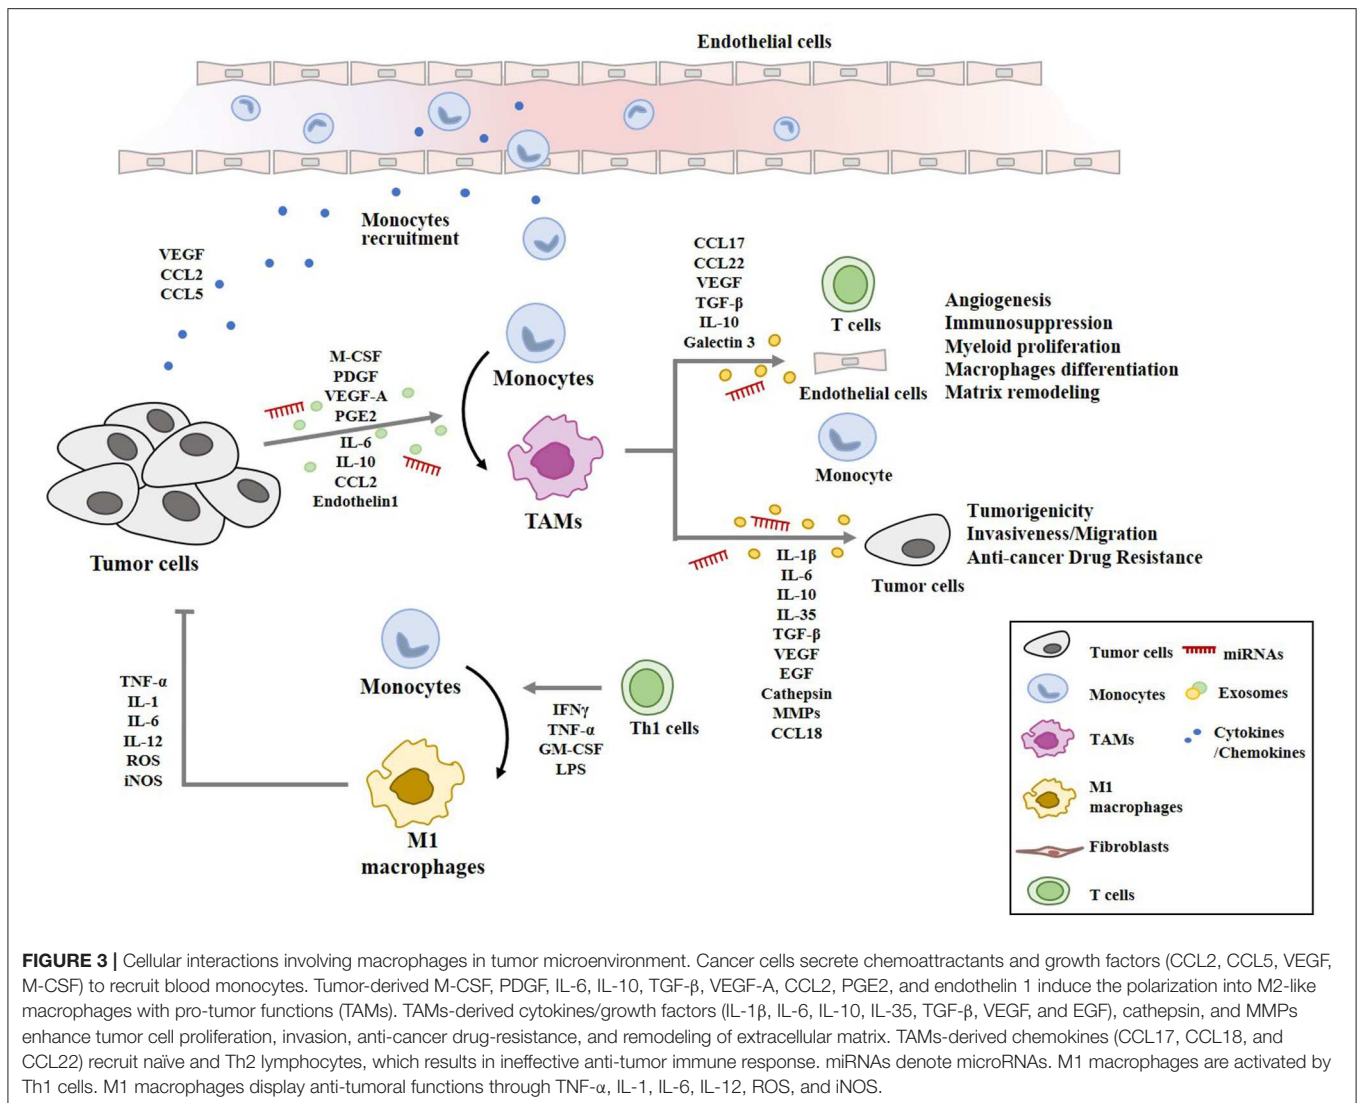 Endothelial cells
Monocytes
recruitment
VEGF
CCL2
CCL5
M-CSF
PDGF
VEGF-A
PGE2
IL-6
IL-10
CCL2
Endothelin1
Monocytes
TAMs
Tumor cells
CCL17
CCL22
VEGF
TGF-β
IL-10
Galectin 3
T cells
Endothelial cells
Monocyte
Angiogenesis
Immunosuppression
Myeloid proliferation
Macrophages differentiation
Matrix remodeling
IL-1β
IL-6
IL-10
IL-35
TGF-β
VEGF
EGF
Cathepsin
MMPs
CCL18
Tumor cells
Tumorigenicity
Invasiveness/Migration
Anti-cancer Drug Resistance
TNF-α
IL-1
IL-6
IL-12
ROS
iNOS
Monocytes
M1
macrophages
IFNγ
TNF-α
GM-CSF
LPS
Th1 cells
Tumor cells
miRNAs
Monocytes
Exosomes
TAMs
Cytokines
/Chemokines
M1
macrophages
Fibroblasts
T cells
FIGURE 3 | Cellular interactions involving macrophages in tumor microenvironment. Cancer cells secrete chemoattractants and growth factors (CCL2, CCL5, VEGF,
M-CSF) to recruit blood monocytes. Tumor-derived M-CSF, PDGF, IL-6, IL-10, TGF-β, VEGF-A, CCL2, PGE2, and endothelin 1 induce the polarization into M2-like
macrophages with pro-tumor functions (TAMs). TAMs-derived cytokines/growth factors (IL-1β, IL-6, IL-10, IL-35, TGF-β, VEGF, and EGF), cathepsin, and MMPs
enhance tumor cell proliferation, invasion, anti-cancer drug-resistance, and remodeling of extracellular matrix. TAMs-derived chemokines (CCL17, CCL18, and
CCL22) recruit naïve and Th2 lymphocytes, which results in ineffective anti-tumor immune response. miRNAs denote microRNAs. M1 macrophages are activated by
Th1 cells. M1 macrophages display anti-tumoral functions through TNF-α, IL-1, IL-6, IL-12, ROS, and iNOS.